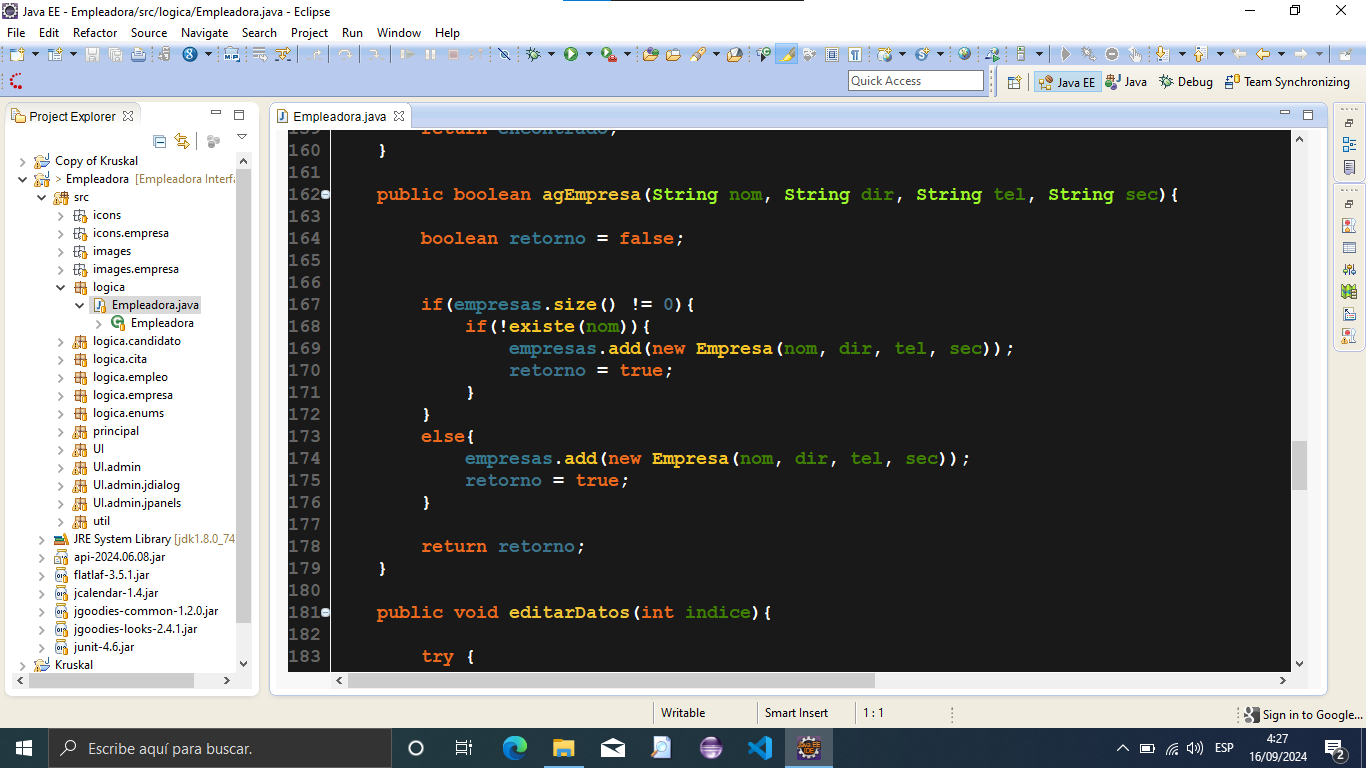 Java EE - Empleadora/src/logica/Empleadora.java - Eclipse
File Edit Refactor Source Navigate Search Project Run Window Help
Quick Access
Java EE
Java
Debug
Team Synchronizing
Project Explorer
Copy of Kruskal
> Empleadora [Empleadora Interfa
src
icons
icons.empresa
images
images.empresa
logica
Empleadora.java
Empleadora
logica.candidato
logica.cita
logica.empleo
logica.empresa
logica.enums
principal
UI
UI.admin
UI.admin.jdialog
UI.admin.jpanels
util
JRE System Library [jdk1.8.0_74
api-2024.06.08.jar
flatlaf-3.5.1.jar
jcalendar-1.4.jar
jgoodies-common-1.2.0.jar
jgoodies-looks-2.4.1.jar
junit-4.6.jar
Kruskal
Empleadora.java
159 return encontrado;
160 }
161
162 public boolean agEmpresa(String nom, String dir, String tel, String sec){
163
164 boolean retorno = false;
165
166
167 if(empresas.size() != 0){
168 if(!existe(nom)){
169 empresas.add(new Empresa(nom, dir, tel, sec));
170 retorno = true;
171 }
172 }
173 else{
174 empresas.add(new Empresa(nom, dir, tel, sec));
175 retorno = true;
176 }
177
178 return retorno;
179 }
180
181 public void editarDatos(int indice){
182
183 try {
Writable
Smart Insert
1 : 1
Sign in to Google...
Escribe aquí para buscar.
ESP
4:27
16/09/2024
2